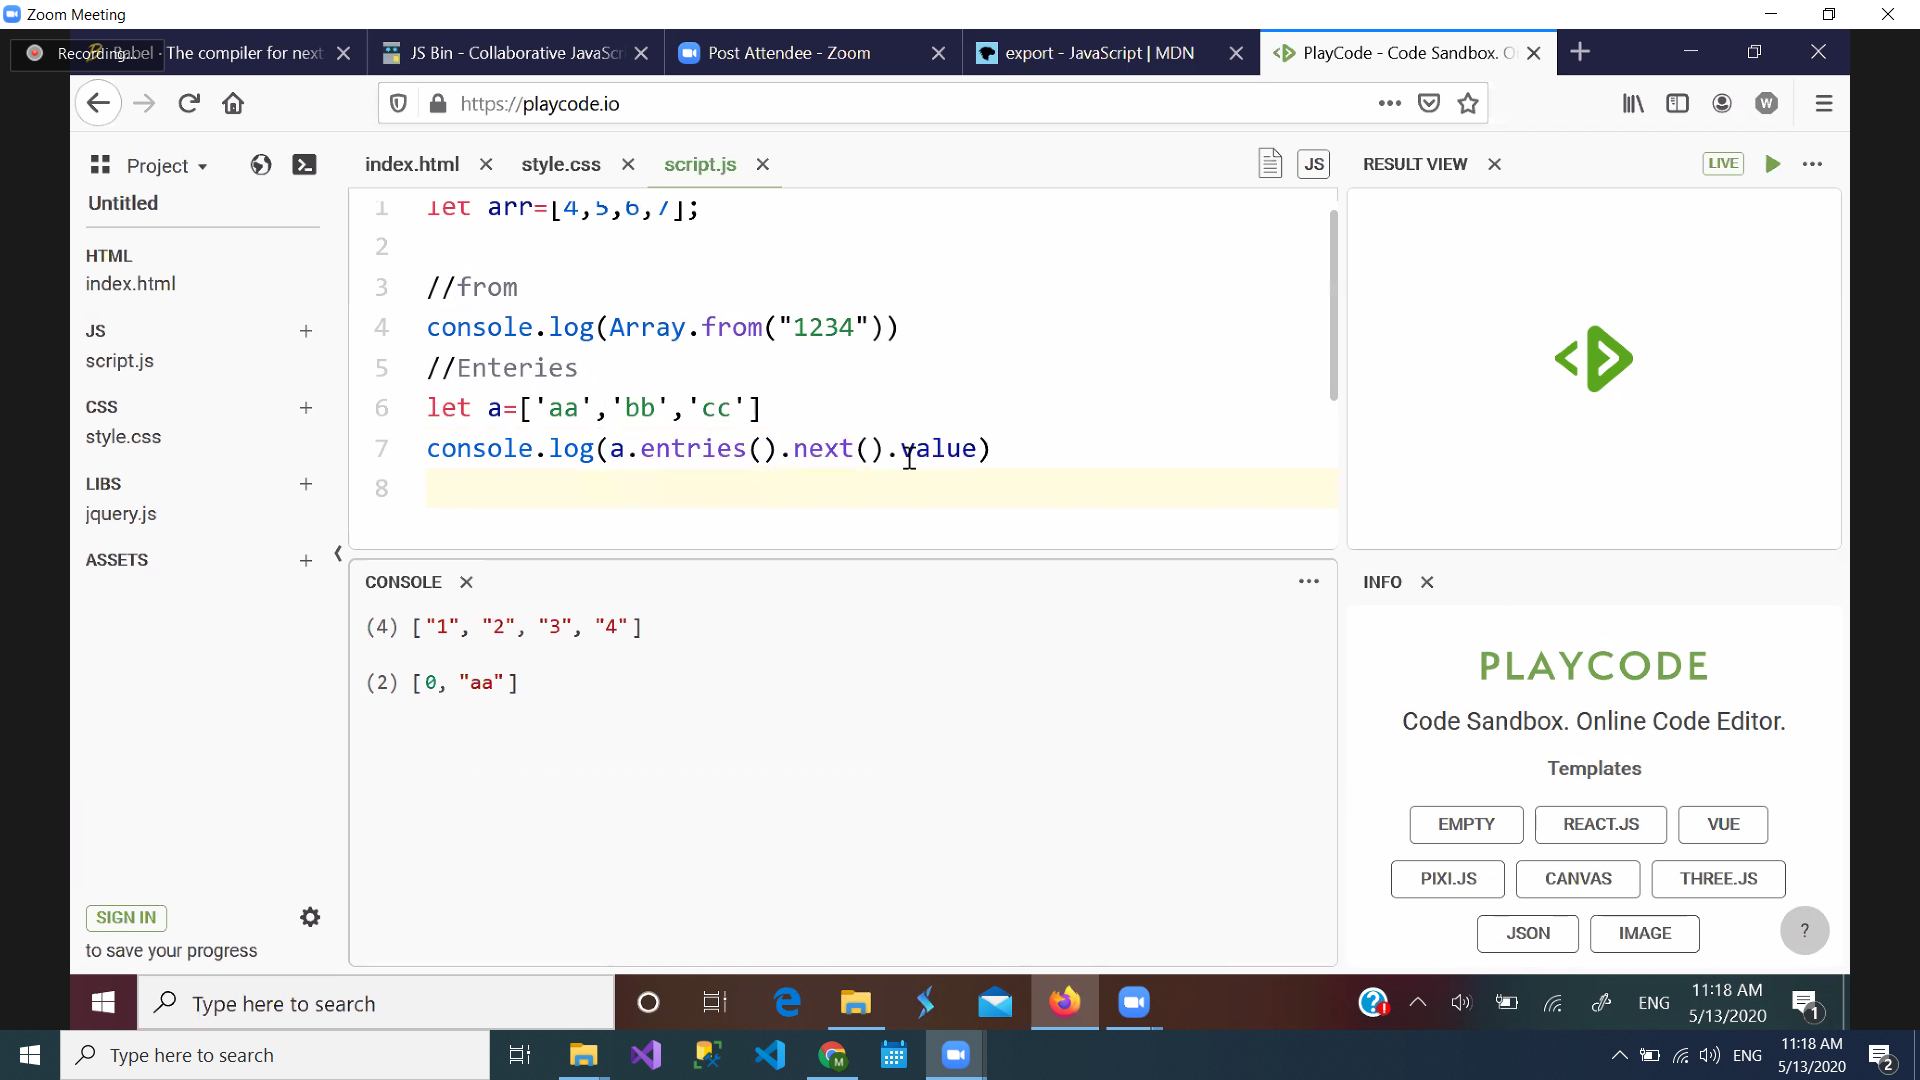 Zoom Meeting
Recording...
Babel · The compiler for next
JS Bin - Collaborative JavaScri
Post Attendee - Zoom
export - JavaScript | MDN
PlayCode - Code Sandbox. O
https://playcode.io
W
Project
Untitled
HTML
index.html
JS
script.js
CSS
style.css
LIBS
jquery.js
ASSETS
SIGN IN
to save your progress
index.html
style.css
script.js
JS
1 let arr=[4,5,6,7];
2
3 //from
4 console.log(Array.from("1234"))
5 //Enteries
6 let a=['aa','bb','cc']
7 console.log(a.entries().next().value)
8
CONSOLE
(4) ["1", "2", "3", "4"]
(2) [0, "aa"]
RESULT VIEW
LIVE
INFO
PLAYCODE
Code Sandbox. Online Code Editor.
Templates
EMPTY REACT.JS VUE
PIXI.JS CANVAS THREE.JS
JSON IMAGE
?
Type here to search
ENG
11:18 AM
5/13/2020
1
Type here to search
M
ENG
11:18 AM
5/13/2020
2